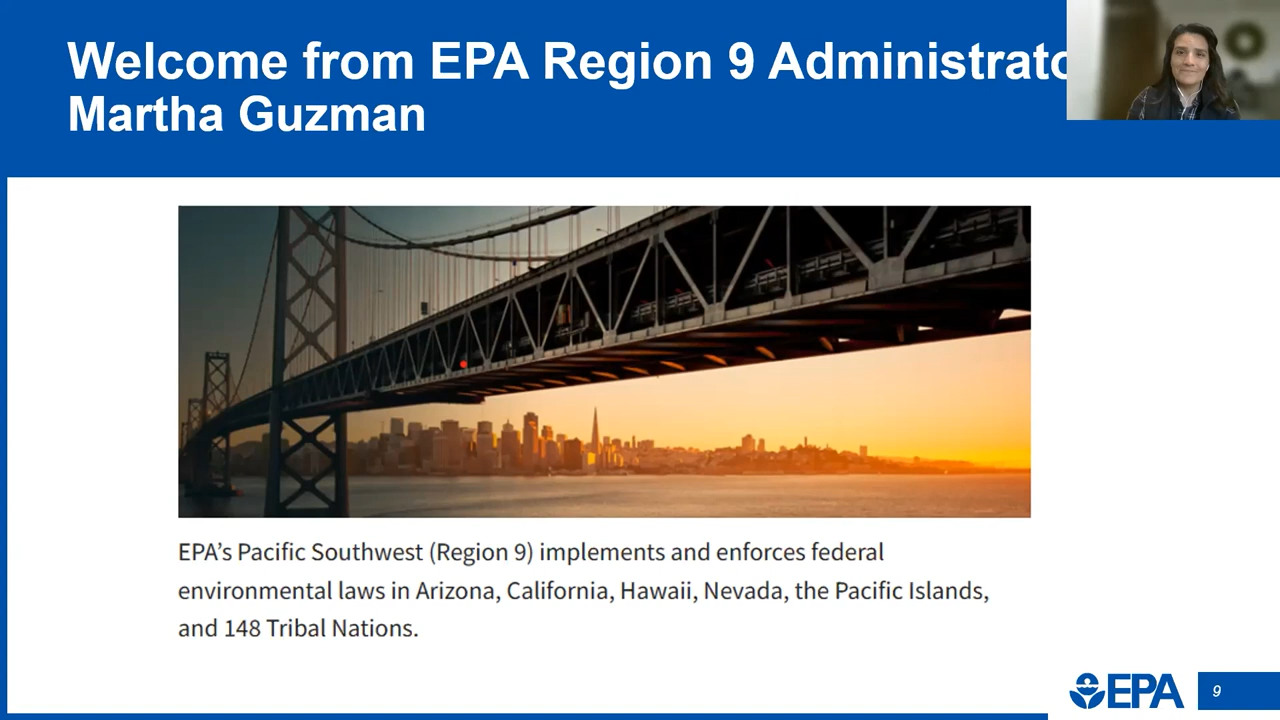 Welcome from EPA Region 9 Administrato
Martha Guzman
EPA’s Pacific Southwest (Region 9) implements and enforces federal
environmental laws in Arizona, California, Hawaii, Nevada, the Pacific Islands,
and 148 Tribal Nations.
EPA
9